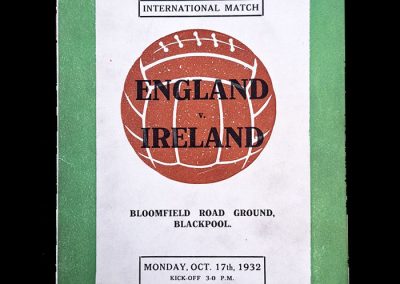 INTERNATIONAL MATCH
ENGLAND
v.
IRELAND
BLOOMFIELD ROAD GROUND,
BLACKPOOL.
MONDAY, OCT. 17th, 1932
KICK-OFF 3-0 P.M.